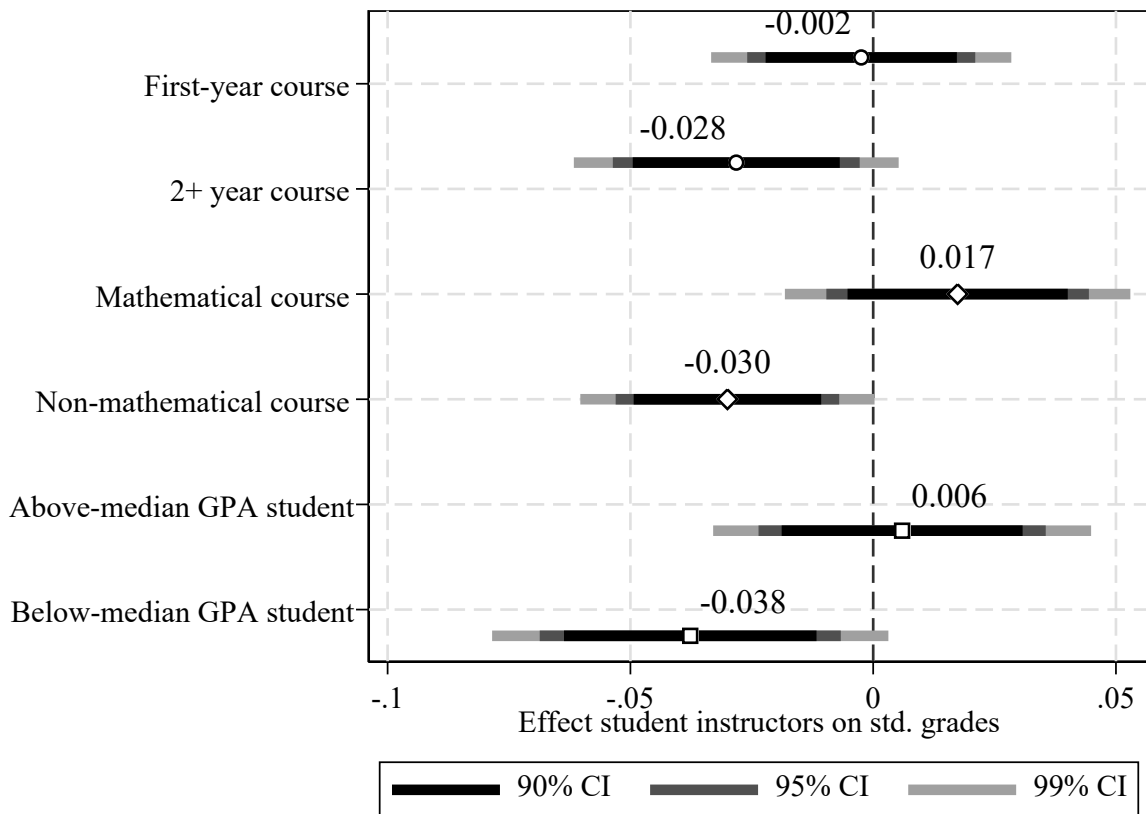 -0.002
First-year course
-0.028
2+ year course
0.017
Mathematical course
-0.030
Non-mathematical course
Above-median GPA student
0.006
Below-median GPA student
-0.038
-.1 -.05 0 .05
Effect student instructors on std. grades
90% CI 95% CI 99% CI